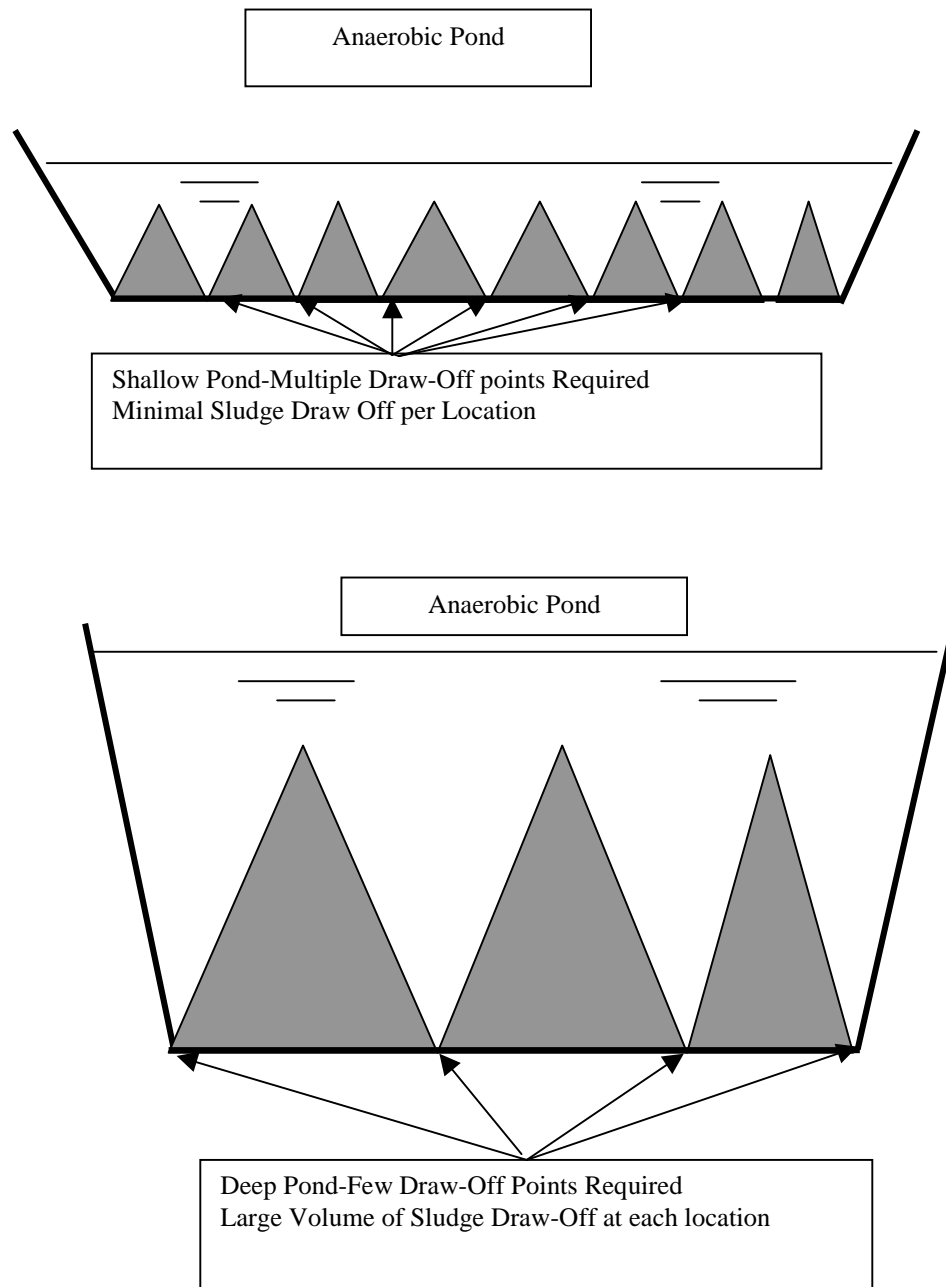 Anaerobic Pond
Shallow Pond-Multiple Draw-Off points Required
Minimal Sludge Draw Off per Location
Anaerobic Pond
Deep Pond-Few Draw-Off Points Required
Large Volume of Sludge Draw-Off at each location